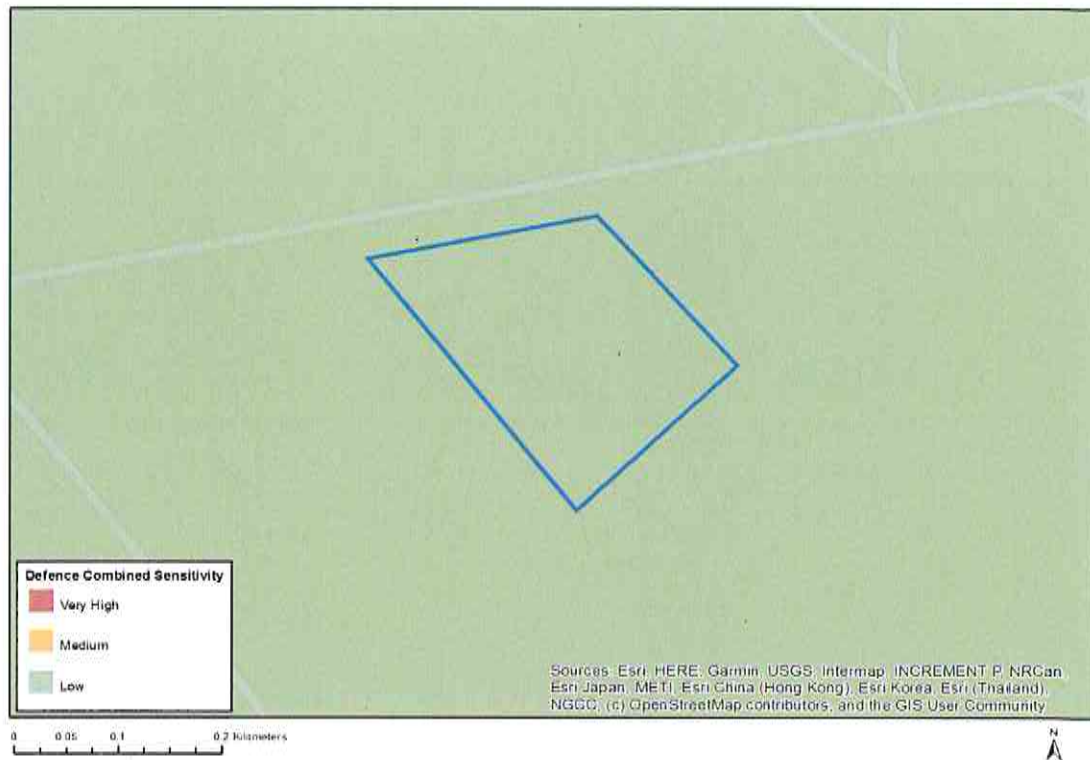 Defence Combined Sensitivity
Very High
Medium
Low
Sources: Esri, HERE, Garmin, USGS, Intermap, INCREMENT P, NRCan,
Esri Japan, METI, Esri China (Hong Kong), Esri Korea, Esri (Thailand),
NGCC, (c) OpenStreetMap contributors, and the GIS User Community
0 0.05 0.1 0.2 Kilometers
N